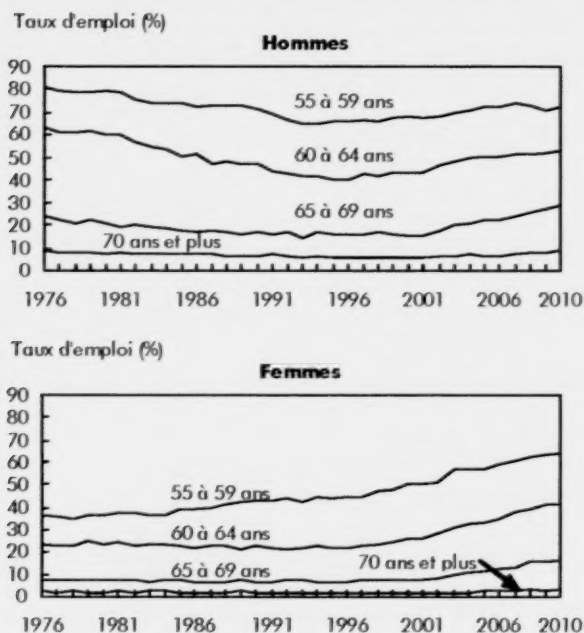 Taux d'emploi (%)
Hommes
90
80
70
60
50
40
30
20
10
0
55 à 59 ans
60 à 64 ans
65 à 69 ans
70 ans et plus
1976 1981 1986 1991 1996 2001 2006 2010
Taux d'emploi (%)
Femmes
90
80
70
60
50
40
30
20
10
0
55 à 59 ans
60 à 64 ans
70 ans et plus
65 à 69 ans
1976 1981 1986 1991 1996 2001 2006 2010